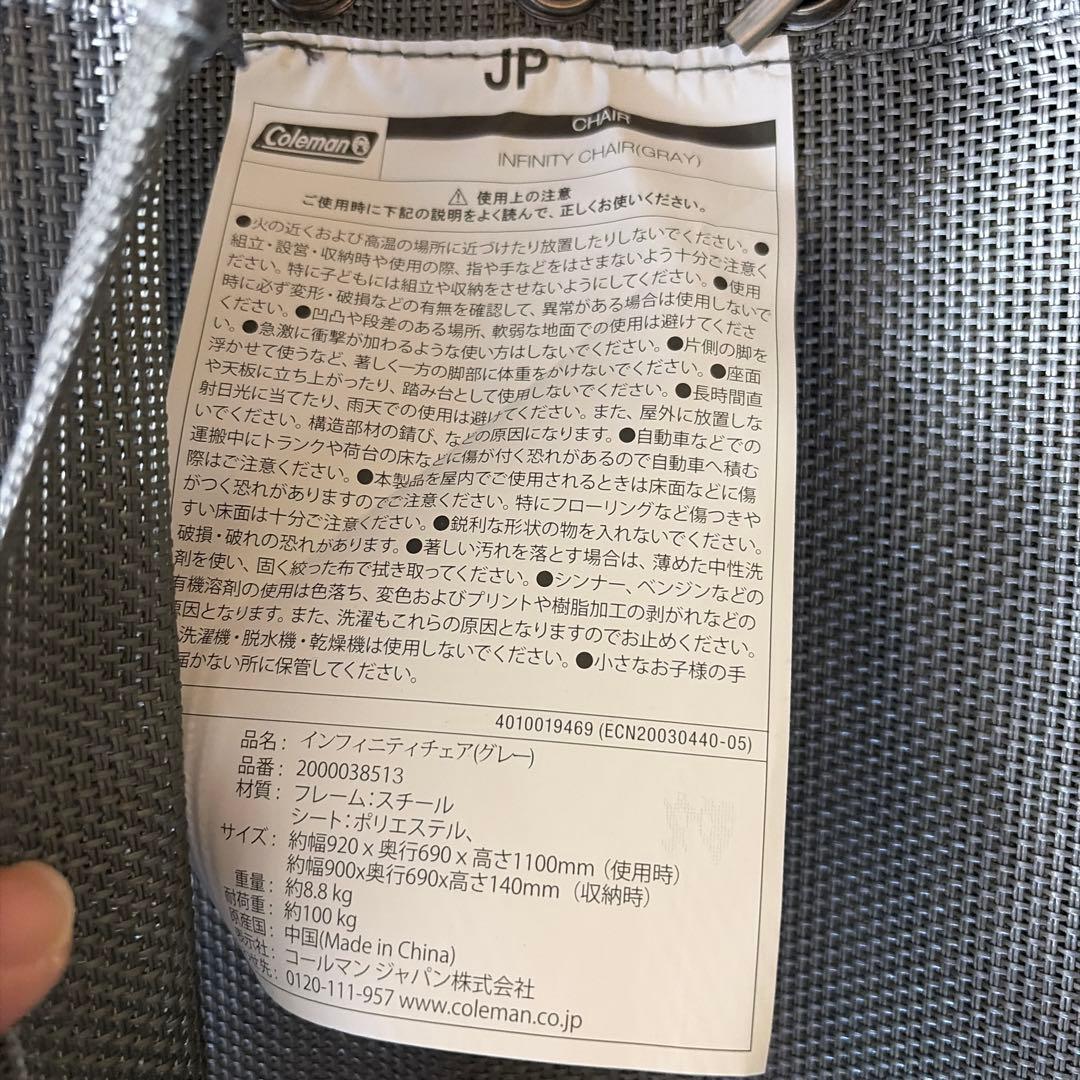 JP
Coleman
CHAIR
INFINITY CHAIR(GRAY)
⚠ 使用上の注意
ご使用時に下記の説明をよく読んで、正しくお使いください。
●火の近くおよび高温の場所に近づけたり放置したりしないでください。●
組立・設営・収納時や使用の際、指や手などをはさまないよう十分ご注意く
ださい。特に子どもには組立や収納をさせないようにしてください。●使用
時に必ず変形・破損などの有無を確認して、異常がある場合は使用しないで
ください。●凹凸や段差のある場所、軟弱な地面での使用は避けてくださ
い。●急激に衝撃が加わるような使い方はしないでください。●片側の脚を
浮かせて使うなど、著しく一方の脚部に体重をかけないでください。●座面
や天板に立ち上がったり、踏み台として使用しないでください。●長時間直
射日光に当てたり、雨天での使用は避けてください。また、屋外に放置しな
いでください。構造部材の錆び、などの原因になります。●自動車などでの
運搬中にトランクや荷台の床などに傷が付く恐れがあるので自動車へ積む
際はご注意ください。●本製品を屋内でご使用されるときは床面などに傷
がつく恐れがありますのでご注意ください。特にフローリングなど傷つきや
すい床面は十分ご注意ください。●鋭利な形状の物を入れないでください。
破損・破れの恐れがあります。●著しい汚れを落とす場合は、薄めた中性洗
剤を使い、固く絞った布で拭き取ってください。●シンナー、ベンジンなどの
有機溶剤の使用は色落ち、変色およびプリントや樹脂加工の剥がれなどの
原因となります。また、洗濯もこれらの原因となりますのでお止めください。
洗濯機・脱水機・乾燥機は使用しないでください。●小さなお子様の手
届かない所に保管してください。
4010019469 (ECN20030440-05)
品名： インフィニティチェア(グレー)
品番： 2000038513
材質： フレーム：スチール
シート：ポリエステル、
サイズ： 約幅920 x 奥行690 x 高さ1100mm （使用時）
約幅900x奥行690x高さ140mm （収納時）
重量： 約8.8 kg
耐荷重： 約100 kg
原産国： 中国(Made in China)
表示社： コールマン ジャパン株式会社
先： 0120-111-957 www.coleman.co.jp